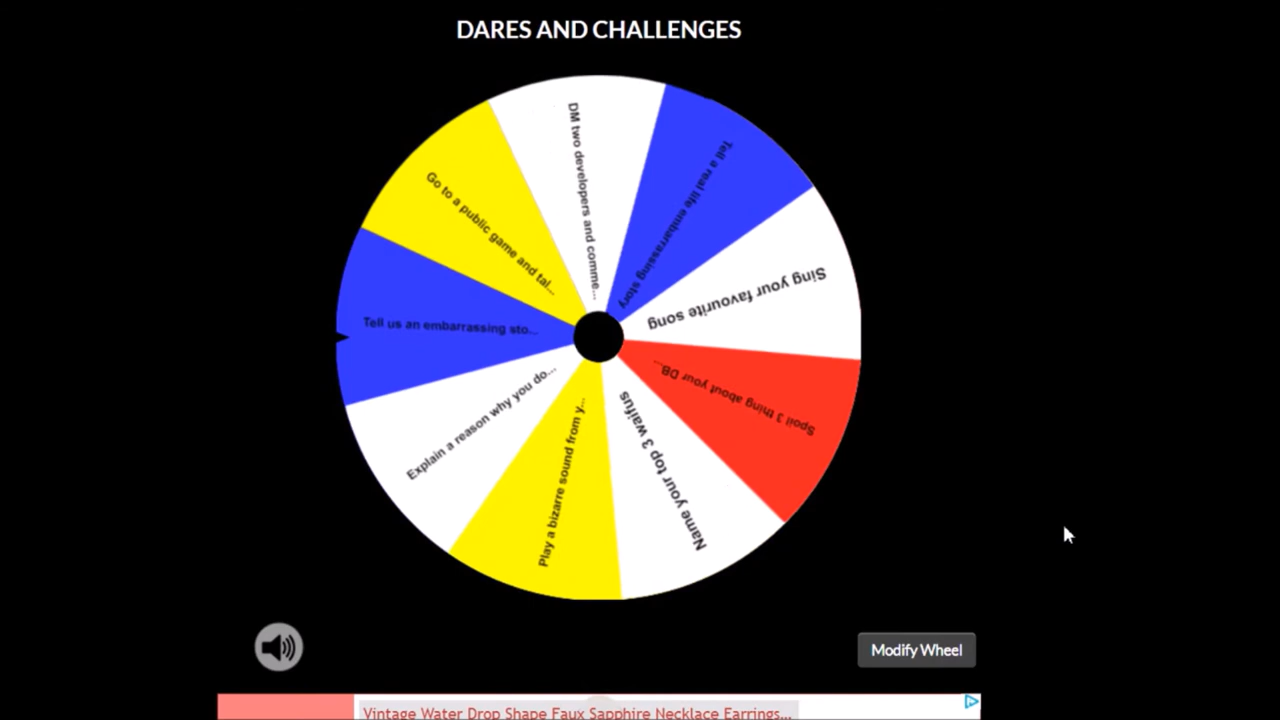 DARES AND CHALLENGES
DM two developers and comme...
Tell a real life embarrassing story
Sing your favourite song
Spoil 3 thing about your DB...
Name your top 3 waifus
Play a bizarre sound from y...
Explain a reason why you do...
Tell us an embarrassing sto...
Go to a public game and tal...
Modify Wheel
Vintage Water Drop Shape Faux Sapphire Necklace Earrings...